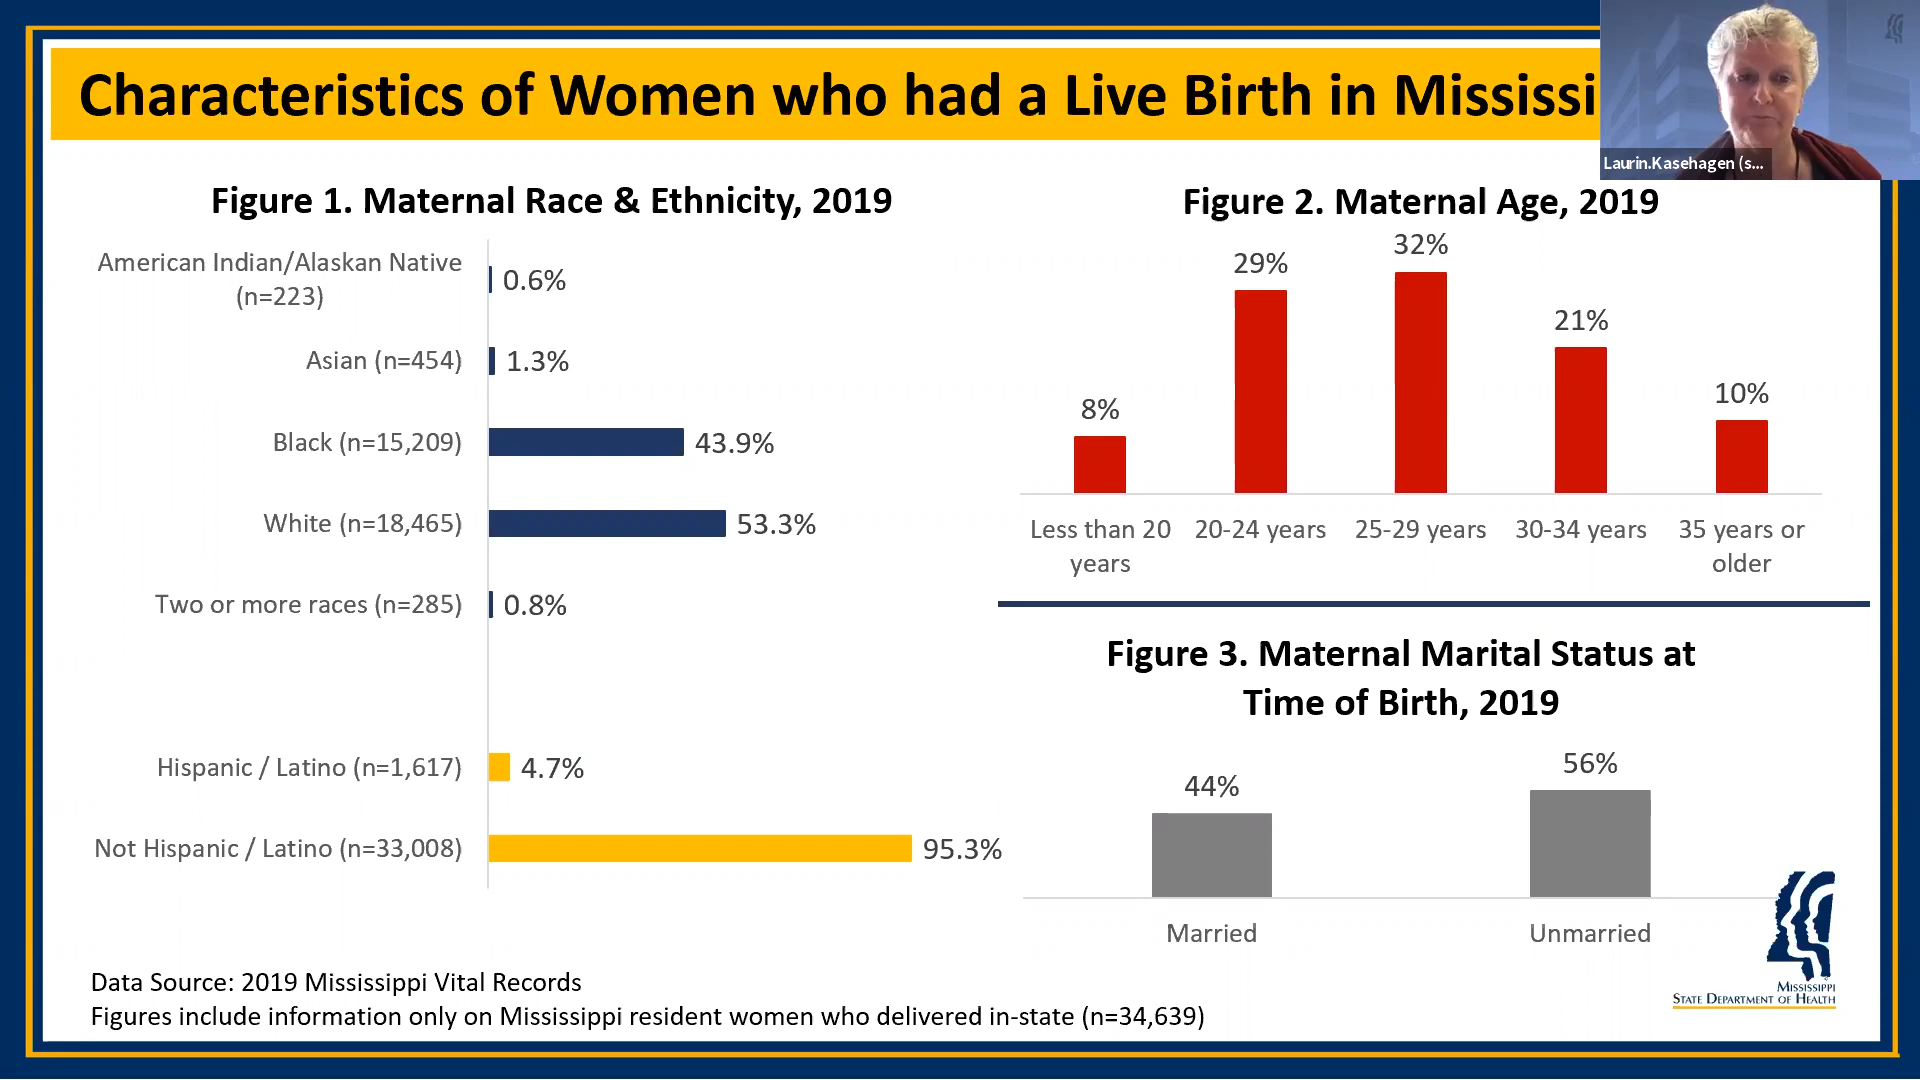 Characteristics of Women who had a Live Birth in Mississi
Laurin.Kasehagen (s...
Figure 1. Maternal Race & Ethnicity, 2019
American Indian/Alaskan Native
(n=223)
0.6%
Asian (n=454)
1.3%
Black (n=15,209)
43.9%
White (n=18,465)
53.3%
Two or more races (n=285)
0.8%
Hispanic / Latino (n=1,617)
4.7%
Not Hispanic / Latino (n=33,008)
95.3%
Figure 2. Maternal Age, 2019
8%
29%
32%
21%
10%
Less than 20
years
20-24 years
25-29 years
30-34 years
35 years or
older
Figure 3. Maternal Marital Status at
Time of Birth, 2019
44%
56%
Married
Unmarried
Data Source: 2019 Mississippi Vital Records
Figures include information only on Mississippi resident women who delivered in-state (n=34,639)
MISSISSIPPI
STATE DEPARTMENT OF HEALTH